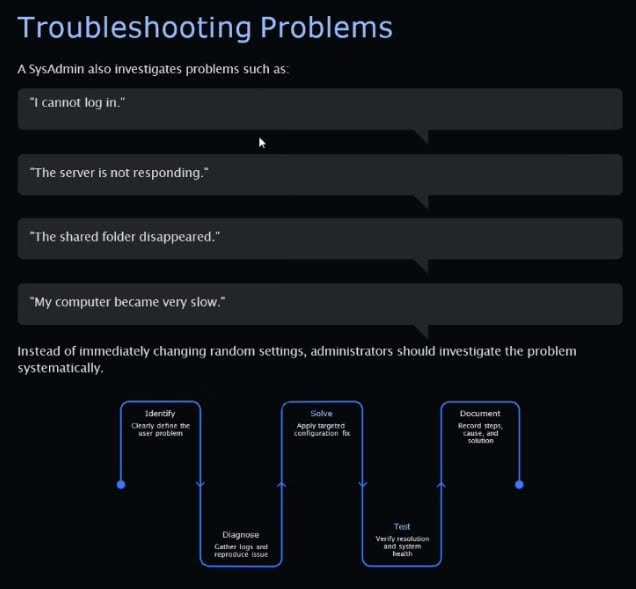 Troubleshooting Problems
A SysAdmin also investigates problems such as:
"I cannot log in."
"The server is not responding."
"The shared folder disappeared."
"My computer became very slow."
Instead of immediately changing random settings, administrators should investigate the problem
systematically.
Identify
Clearly define the
user problem
Diagnose
Gather logs and
reproduce issue
Solve
Apply targeted
configuration fix
Test
Verify resolution
and system
health
Document
Record steps,
cause, and
solution